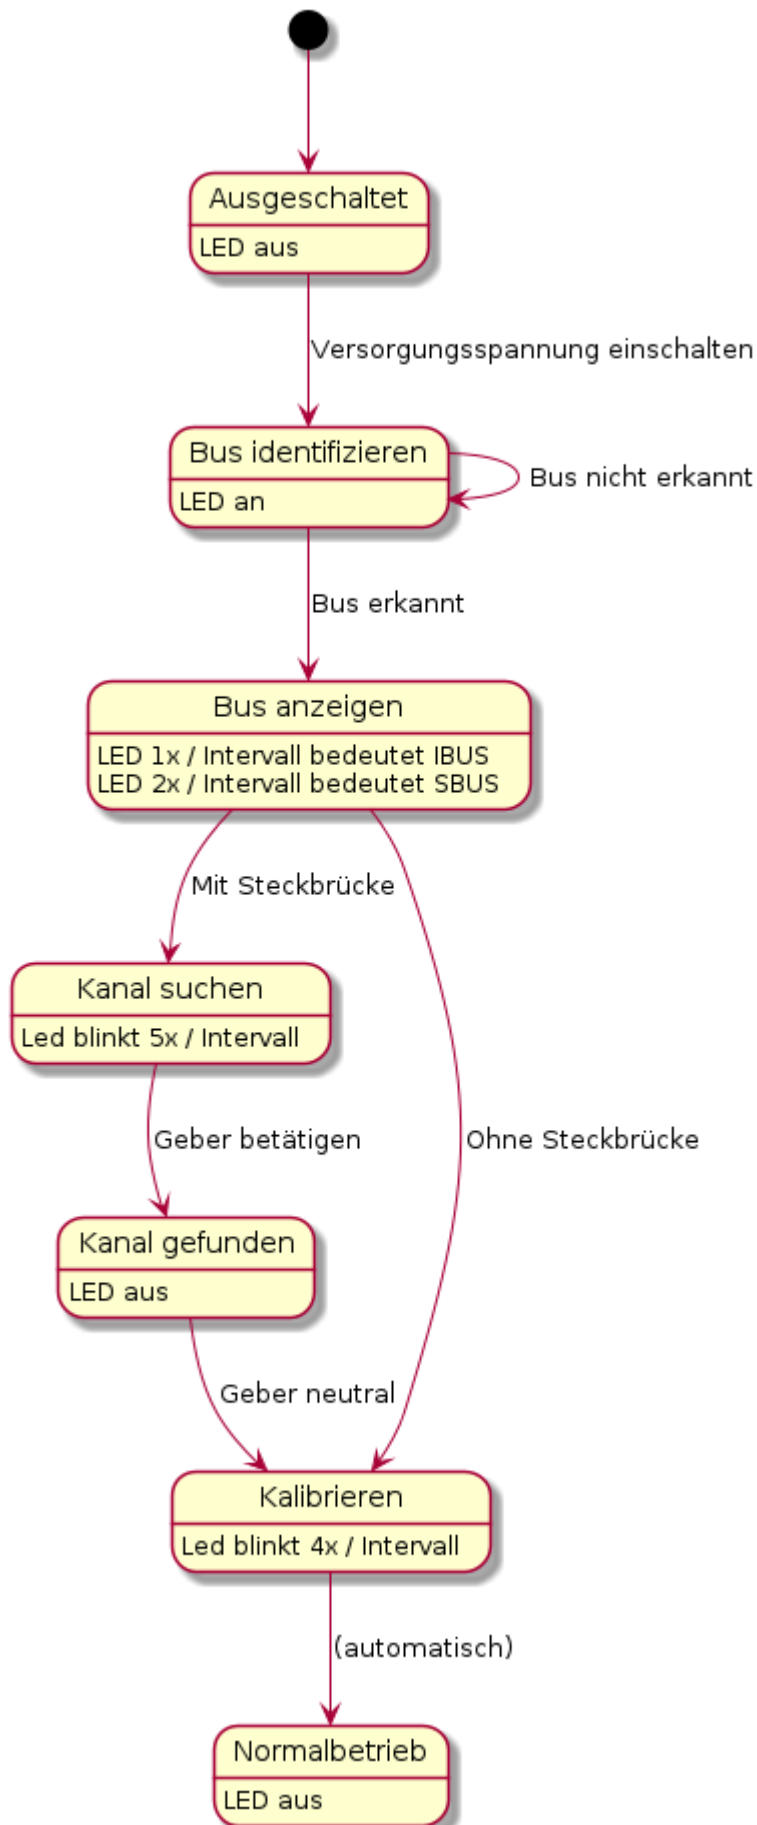 Ausgeschaltet
LED aus
Versorgungsspannung einschalten
Bus identifizieren
LED an
Bus nicht erkannt
Bus erkannt
Bus anzeigen
LED 1x / Intervall bedeutet IBUS
LED 2x / Intervall bedeutet SBUS
Mit Steckbrücke
Kanal suchen
Led blinkt 5x / Intervall
Geber betätigen
Ohne Steckbrücke
Kanal gefunden
LED aus
Geber neutral
Kalibrieren
Led blinkt 4x / Intervall
(automatisch)
Normalbetrieb
LED aus